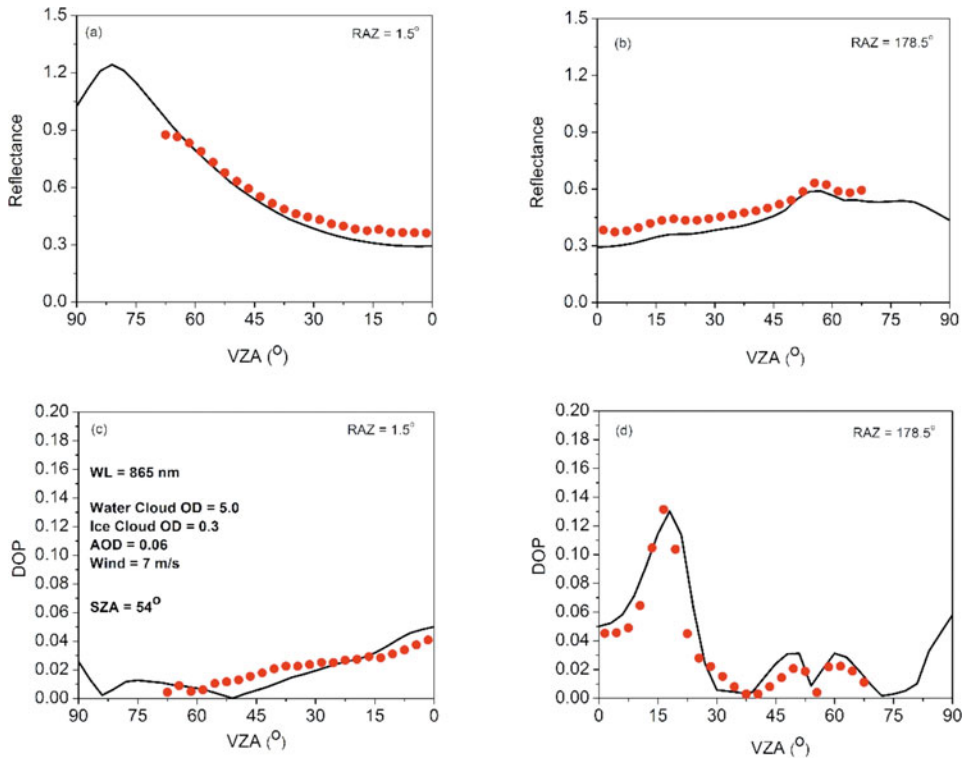 (a)
RAZ = 1.5°
1.5
1.2
0.9
0.6
0.3
0.0
Reflectance
90 75 60 45 30 15 0
VZA (°)
(b)
RAZ = 178.5°
1.5
1.2
0.9
0.6
0.3
0.0
Reflectance
0 15 30 45 60 75 90
VZA (°)
(c)
RAZ = 1.5°
WL = 865 nm
Water Cloud OD = 5.0
Ice Cloud OD = 0.3
AOD = 0.06
Wind = 7 m/s
SZA = 54°
0.20
0.18
0.16
0.14
0.12
0.10
0.08
0.06
0.04
0.02
0.00
DOP
90 75 60 45 30 15 0
VZA (°)
(d)
RAZ = 178.5°
0.20
0.18
0.16
0.14
0.12
0.10
0.08
0.06
0.04
0.02
0.00
DOP
0 15 30 45 60 75 90
VZA (°)